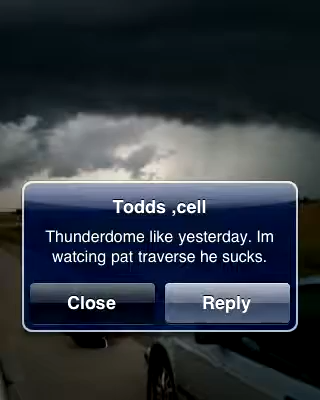 Todds ,cell
Thunderdome like yesterday. Im
watcing pat traverse he sucks.
Close
Reply